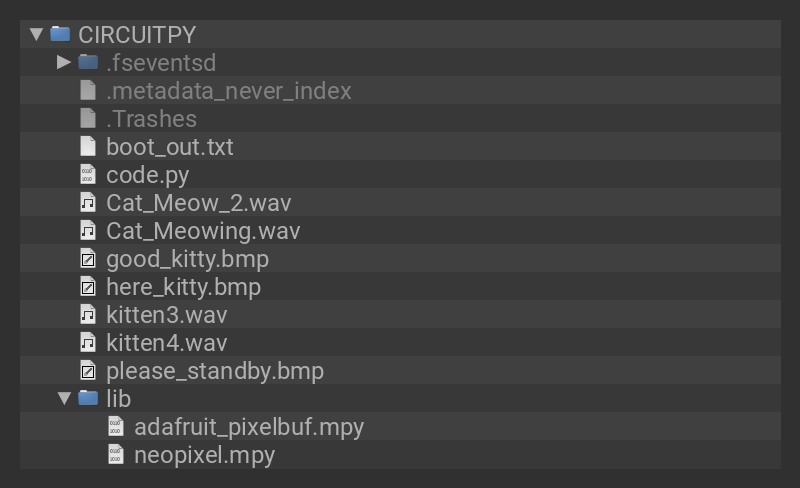 CIRCUITPY
.fseventsd
.metadata_never_index
.Trashes
boot_out.txt
code.py
Cat_Meow_2.wav
Cat_Meowing.wav
good_kitty.bmp
here_kitty.bmp
kitten3.wav
kitten4.wav
please_standby.bmp
lib
adafruit_pixelbuf.mpy
neopixel.mpy